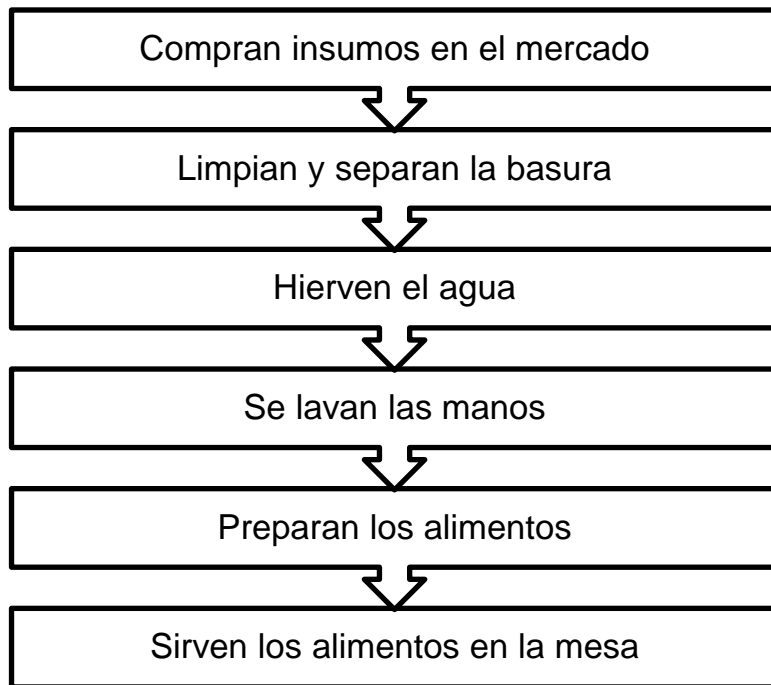 Compran insumos en el mercado
Limpian y separan la basura
Hierven el agua
Se lavan las manos
Preparan los alimentos
Sirven los alimentos en la mesa